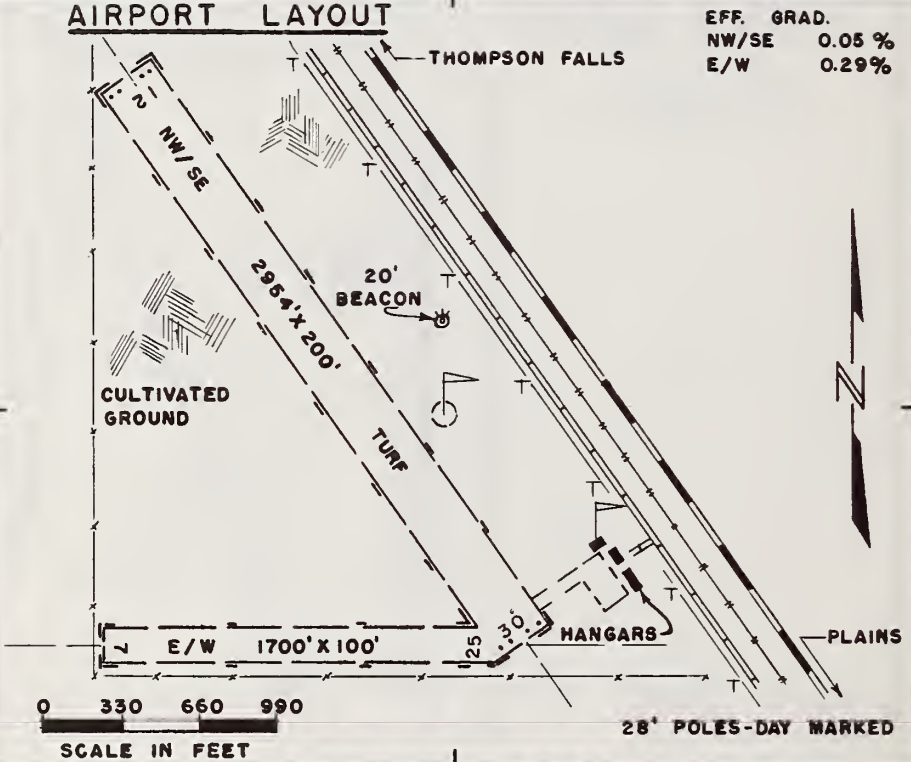 AIRPORT LAYOUT
EFF. GRAD.
NW/SE 0.05 %
E/W 0.29%
THOMPSON FALLS
T
T
T
T
T
T
T
NW/SE
2954' X 200'
TURF
20'
BEACON
CULTIVATED
GROUND
N
7
E/W 1700' X 100'
25
30
HANGARS
PLAINS
0 330 660 990
SCALE IN FEET
28' POLES-DAY MARKED